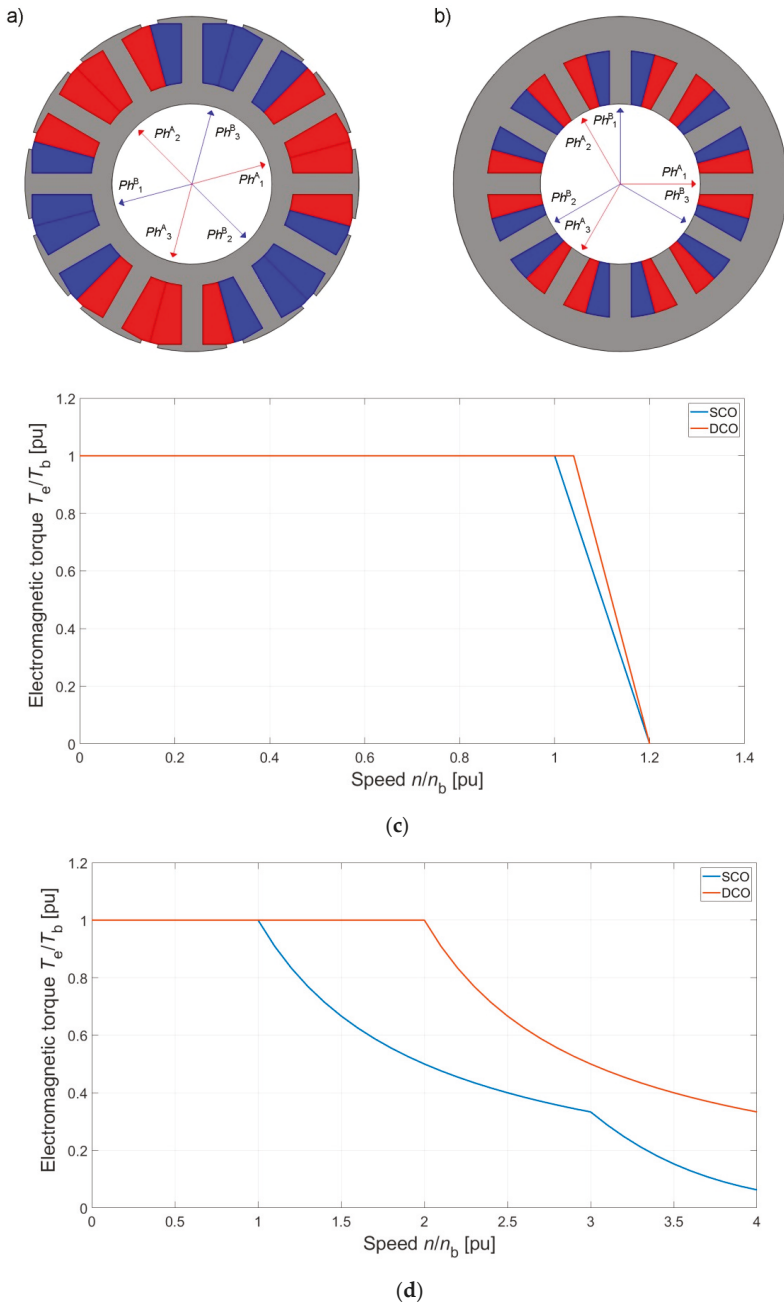 a)
b)
Ph^B_3
Ph^A_2
Ph^A_1
Ph^B_1
Ph^A_3
Ph^B_2
Ph^B_1
Ph^A_2
Ph^A_1
Ph^B_2
Ph^B_3
Ph^A_3
Electromagnetic torque T_e/T_b [pu]
1.2
1
0.8
0.6
0.4
0.2
0
SCO
DCO
0 0.2 0.4 0.6 0.8 1 1.2 1.4
Speed n/n_b [pu]
(c)
Electromagnetic torque T_e/T_b [pu]
1.2
1
0.8
0.6
0.4
0.2
0
SCO
DCO
0 0.5 1 1.5 2 2.5 3 3.5 4
Speed n/n_b [pu]
(d)